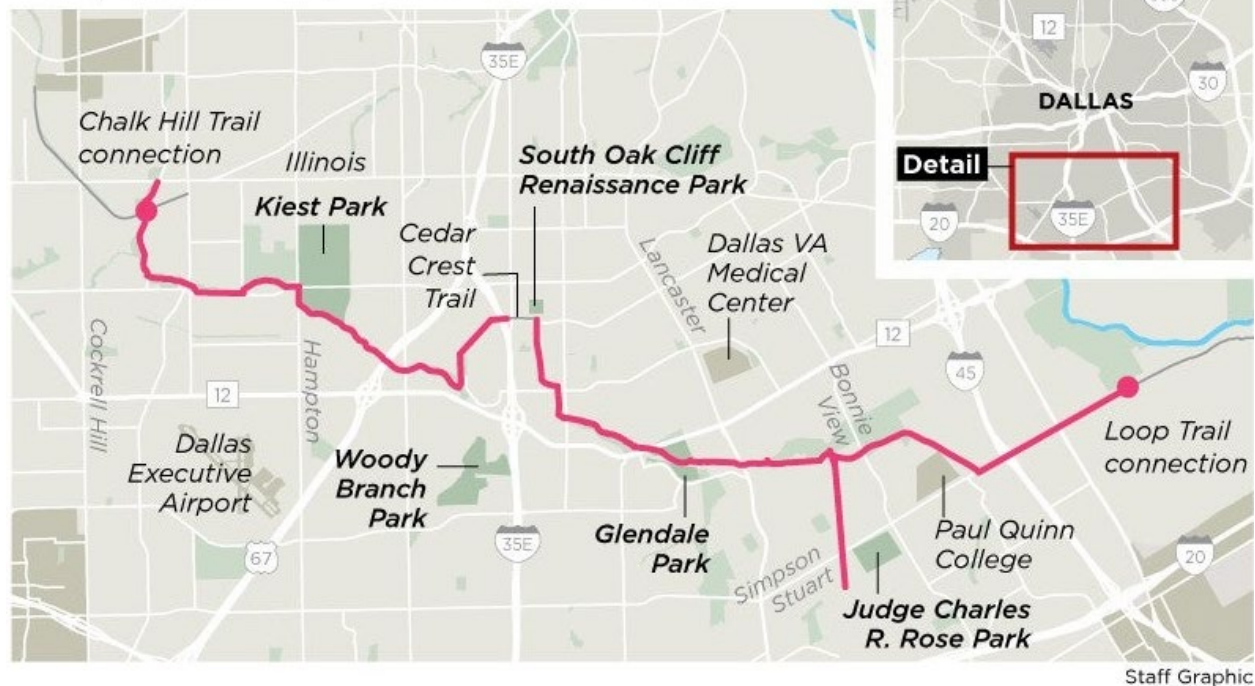 35E
12
30
DALLAS
Detail
20
35E
Chalk Hill Trail
connection
Illinois
Kiest Park
South Oak Cliff
Renaissance Park
Cedar
Crest
Trail
Lancaster
Dallas VA
Medical
Center
12
45
Cockrell Hill
Hampton
12
Bonnie
View
Dallas
Executive
Airport
Woody
Branch
Park
Loop Trail
connection
67
35E
Glendale
Park
Simpson
Stuart
Paul Quinn
College
20
Judge Charles
R. Rose Park
Staff Graphic